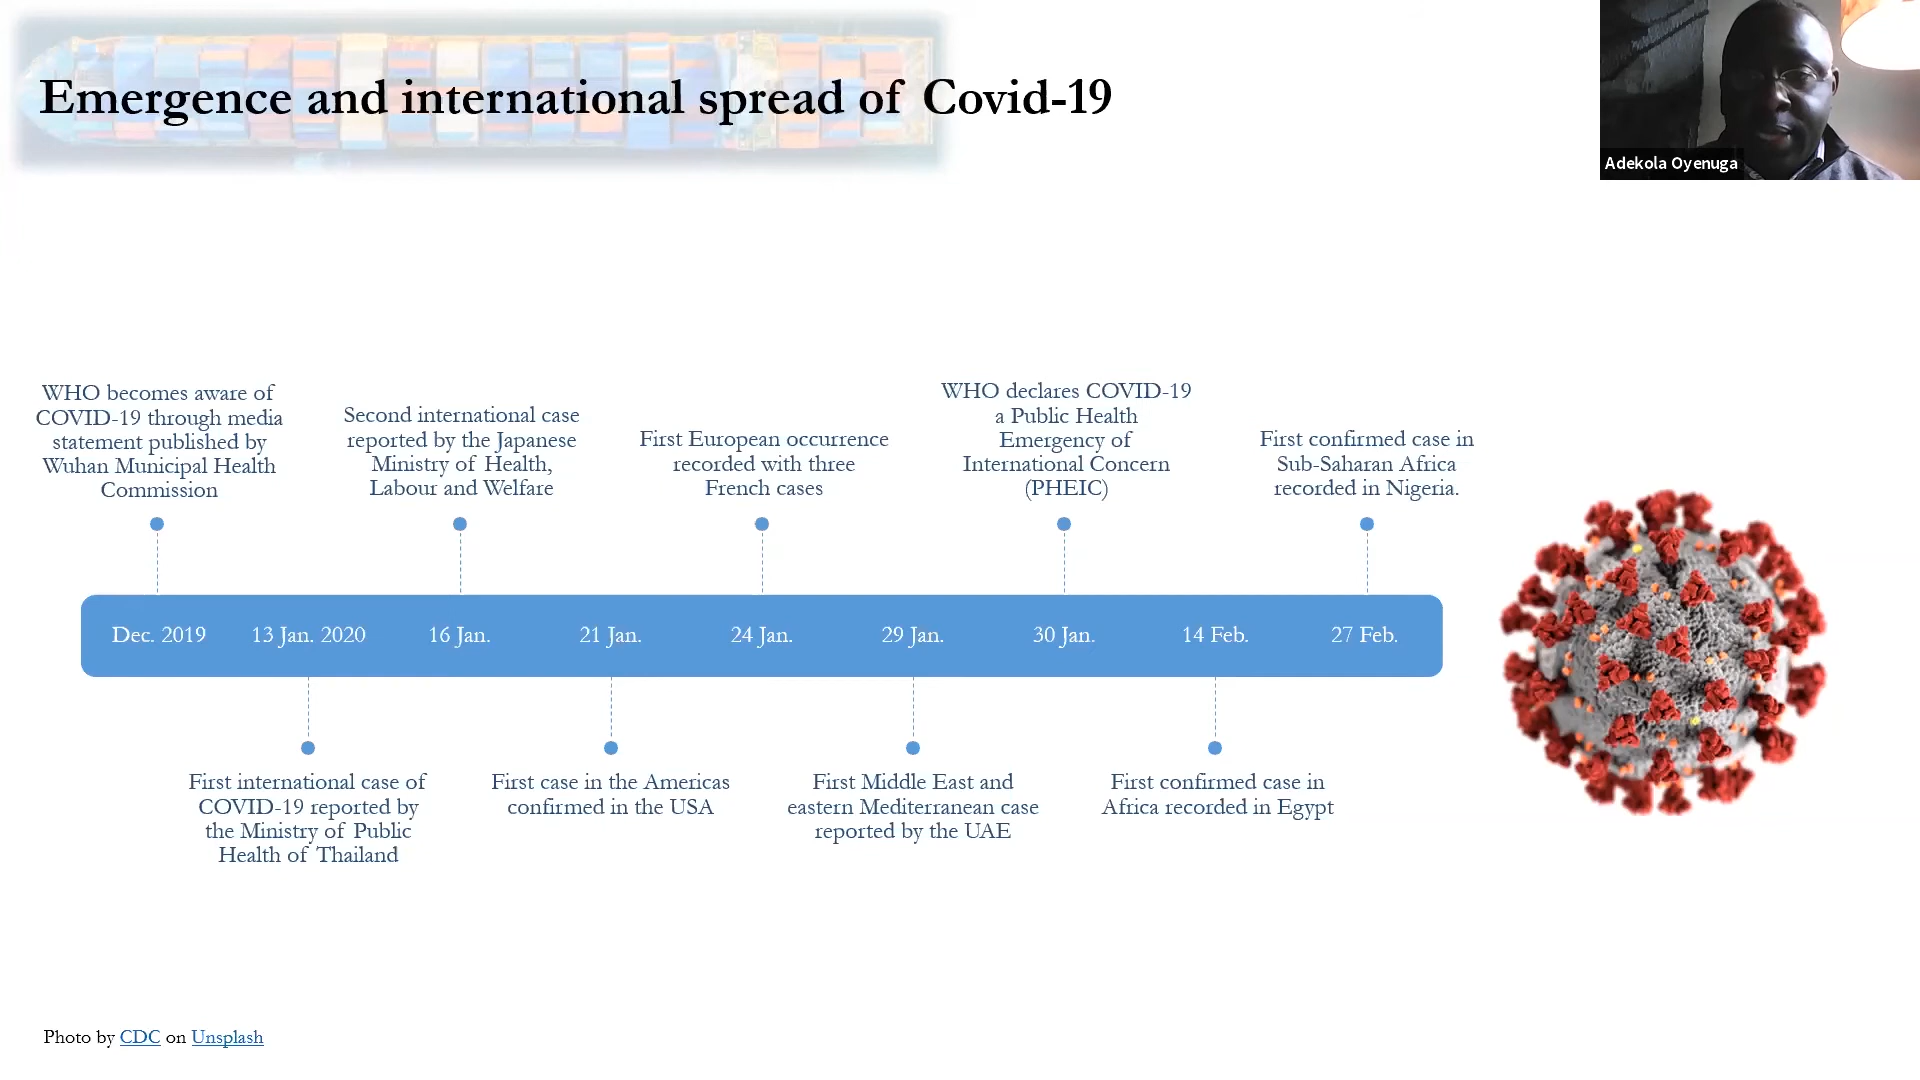 Emergence and international spread of Covid-19
Adekola Oyenuga
WHO becomes aware of
COVID-19 through media
statement published by
Wuhan Municipal Health
Commission
Second international case
reported by the Japanese
Ministry of Health,
Labour and Welfare
First European occurrence
recorded with three
French cases
WHO declares COVID-19
a Public Health
Emergency of
International Concern
(PHEIC)
First confirmed case in
Sub-Saharan Africa
recorded in Nigeria.
Dec. 2019
13 Jan. 2020
16 Jan.
21 Jan.
24 Jan.
29 Jan.
30 Jan.
14 Feb.
27 Feb.
First international case of
COVID-19 reported by
the Ministry of Public
Health of Thailand
First case in the Americas
confirmed in the USA
First Middle East and
eastern Mediterranean case
reported by the UAE
First confirmed case in
Africa recorded in Egypt
Photo by CDC on Unsplash